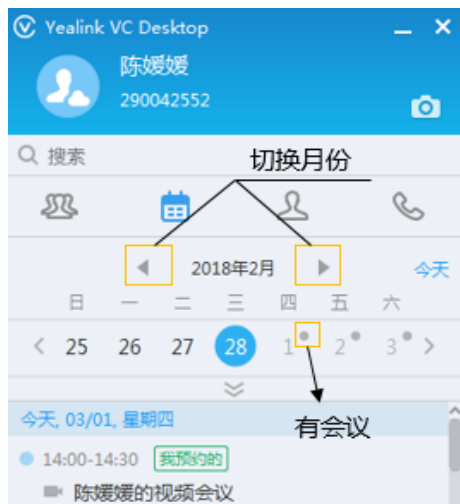 Yealink VC Desktop
陈媛媛
290042552
搜索
切换月份
2018年2月
今天
日 一 二 三 四 五 六
25 26 27 28 1 2 3
有会议
今天, 03/01, 星期四
14:00-14:30 我预约的
陈媛媛的视频会议